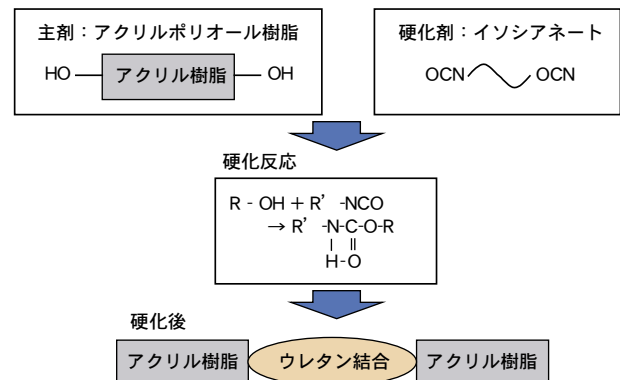 主剤：アクリルポリオール樹脂
HO アクリル樹脂 OH
硬化剤：イソシアネート
OCN OCN
硬化反応
R - OH + R’ -NCO
→ R’ -N-C-O-R
H-O
硬化後
アクリル樹脂 ウレタン結合 アクリル樹脂